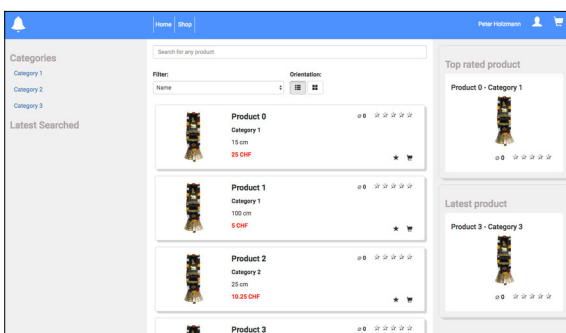 Home Shop Peter Holzmann
Categories
Category 1
Category 2
Category 3
Latest Searched
Search for any product
Filter: Orientation:
Name
Product 0 ⌀ 0
Category 1
15 cm
25 CHF
Product 1 ⌀ 0
Category 1
100 cm
5 CHF
Product 2 ⌀ 0
Category 2
25 cm
10.25 CHF
Product 3 ⌀ 0
Top rated product
Product 0 - Category 1
⌀ 0
Latest product
Product 3 - Category 3
⌀ 0